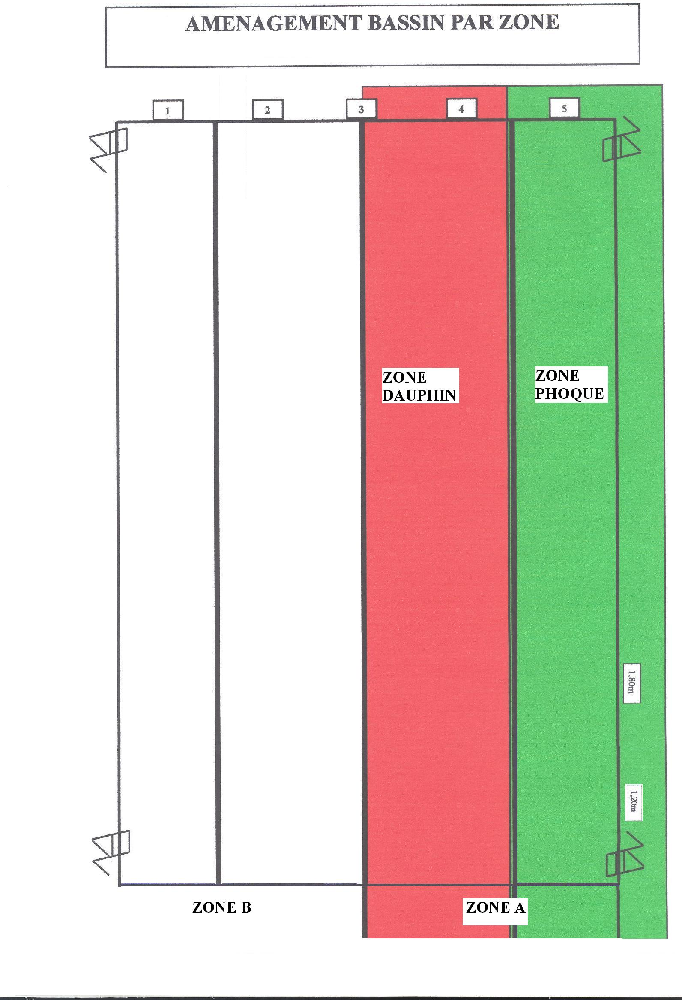 AMENAGEMENT BASSIN PAR ZONE
1
2
3
4
5
ZONE
DAUPHIN
ZONE
PHOQUE
1,80m
1,20m
ZONE B
ZONE A